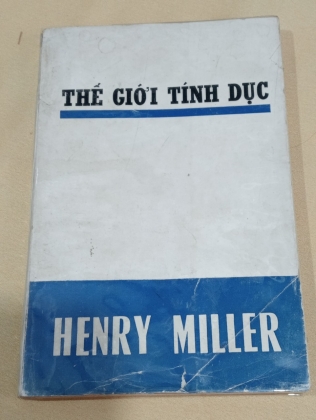 THẾ GIỚI TÍNH DỤC
HENRY MILLER